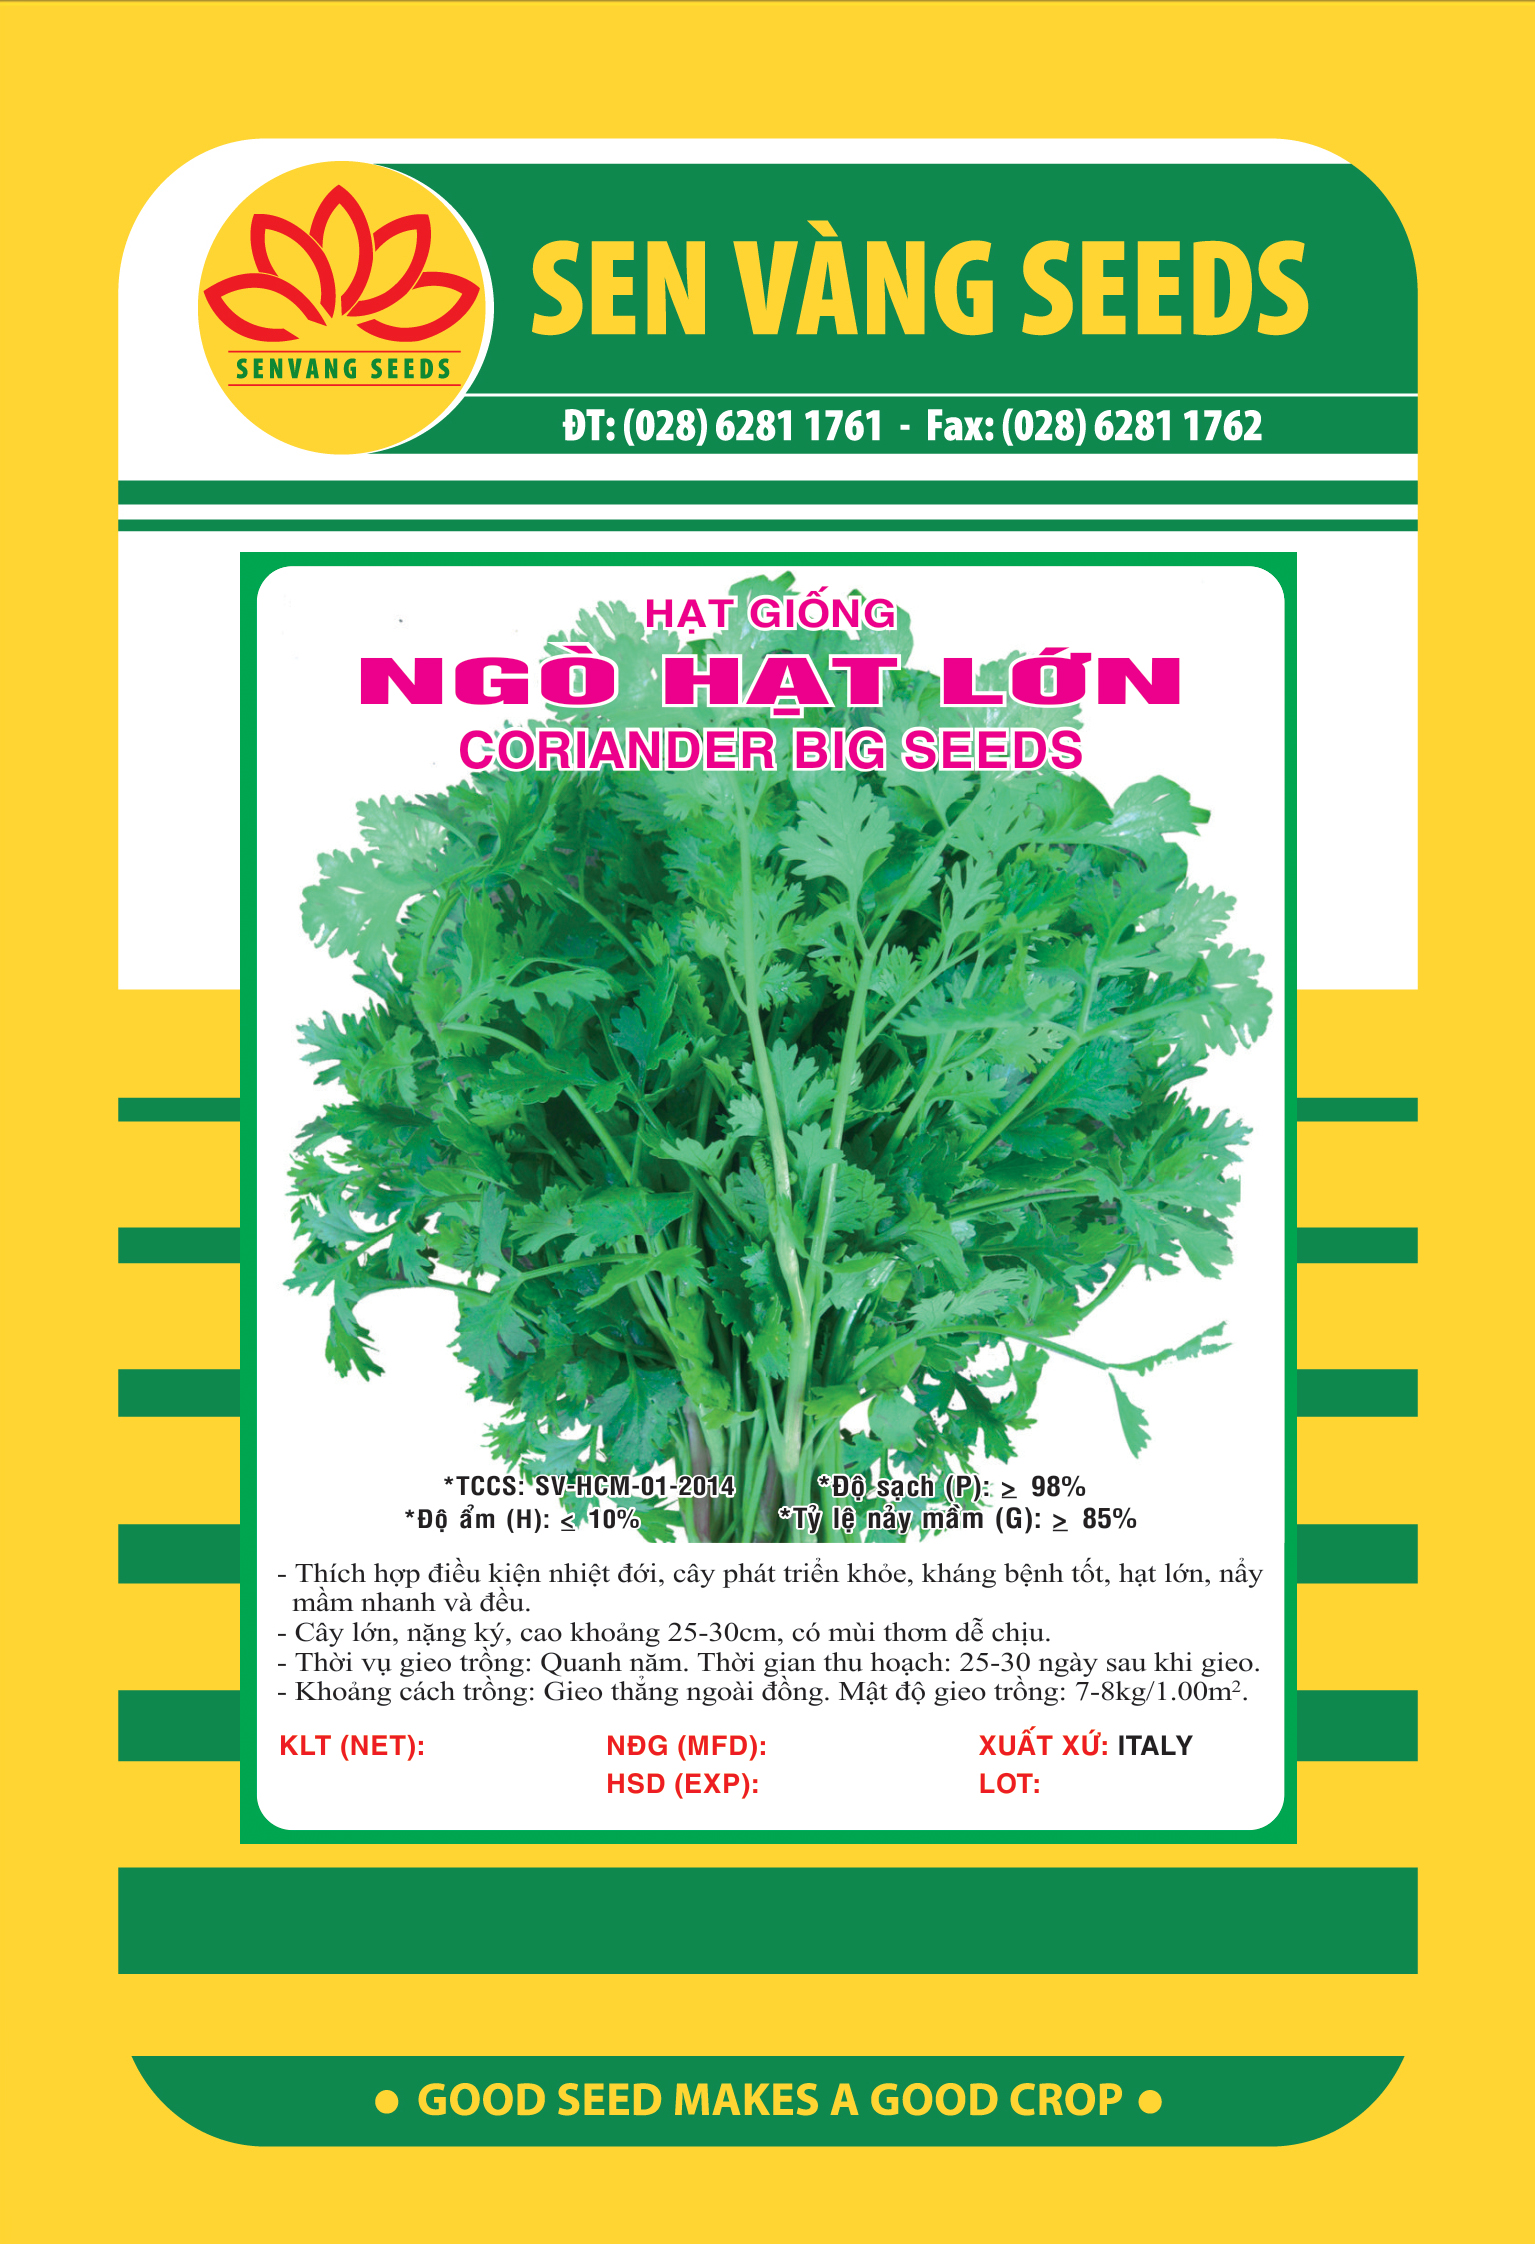 SENVANG SEEDS
SEN VÀNG SEEDS
ĐT: (028) 6281 1761 - Fax: (028) 6281 1762
HẠT GIỐNG
NGÒ HẠT LỚN
CORIANDER BIG SEEDS
*TCCS: SV-HCM-01-2014 *Độ sạch (P): ≥ 98%
*Độ ẩm (H): ≤ 10% *Tỷ lệ nảy mầm (G): ≥ 85%
- Thích hợp điều kiện nhiệt đới, cây phát triển khỏe, kháng bệnh tốt, hạt lớn, nẩy
mầm nhanh và đều.
- Cây lớn, nặng ký, cao khoảng 25-30cm, có mùi thơm dễ chịu.
- Thời vụ gieo trồng: Quanh năm. Thời gian thu hoạch: 25-30 ngày sau khi gieo.
- Khoảng cách trồng: Gieo thẳng ngoài đồng. Mật độ gieo trồng: 7-8kg/1.00m².
KLT (NET): NĐG (MFD): XUẤT XỨ: ITALY
HSD (EXP): LOT:
● GOOD SEED MAKES A GOOD CROP ●